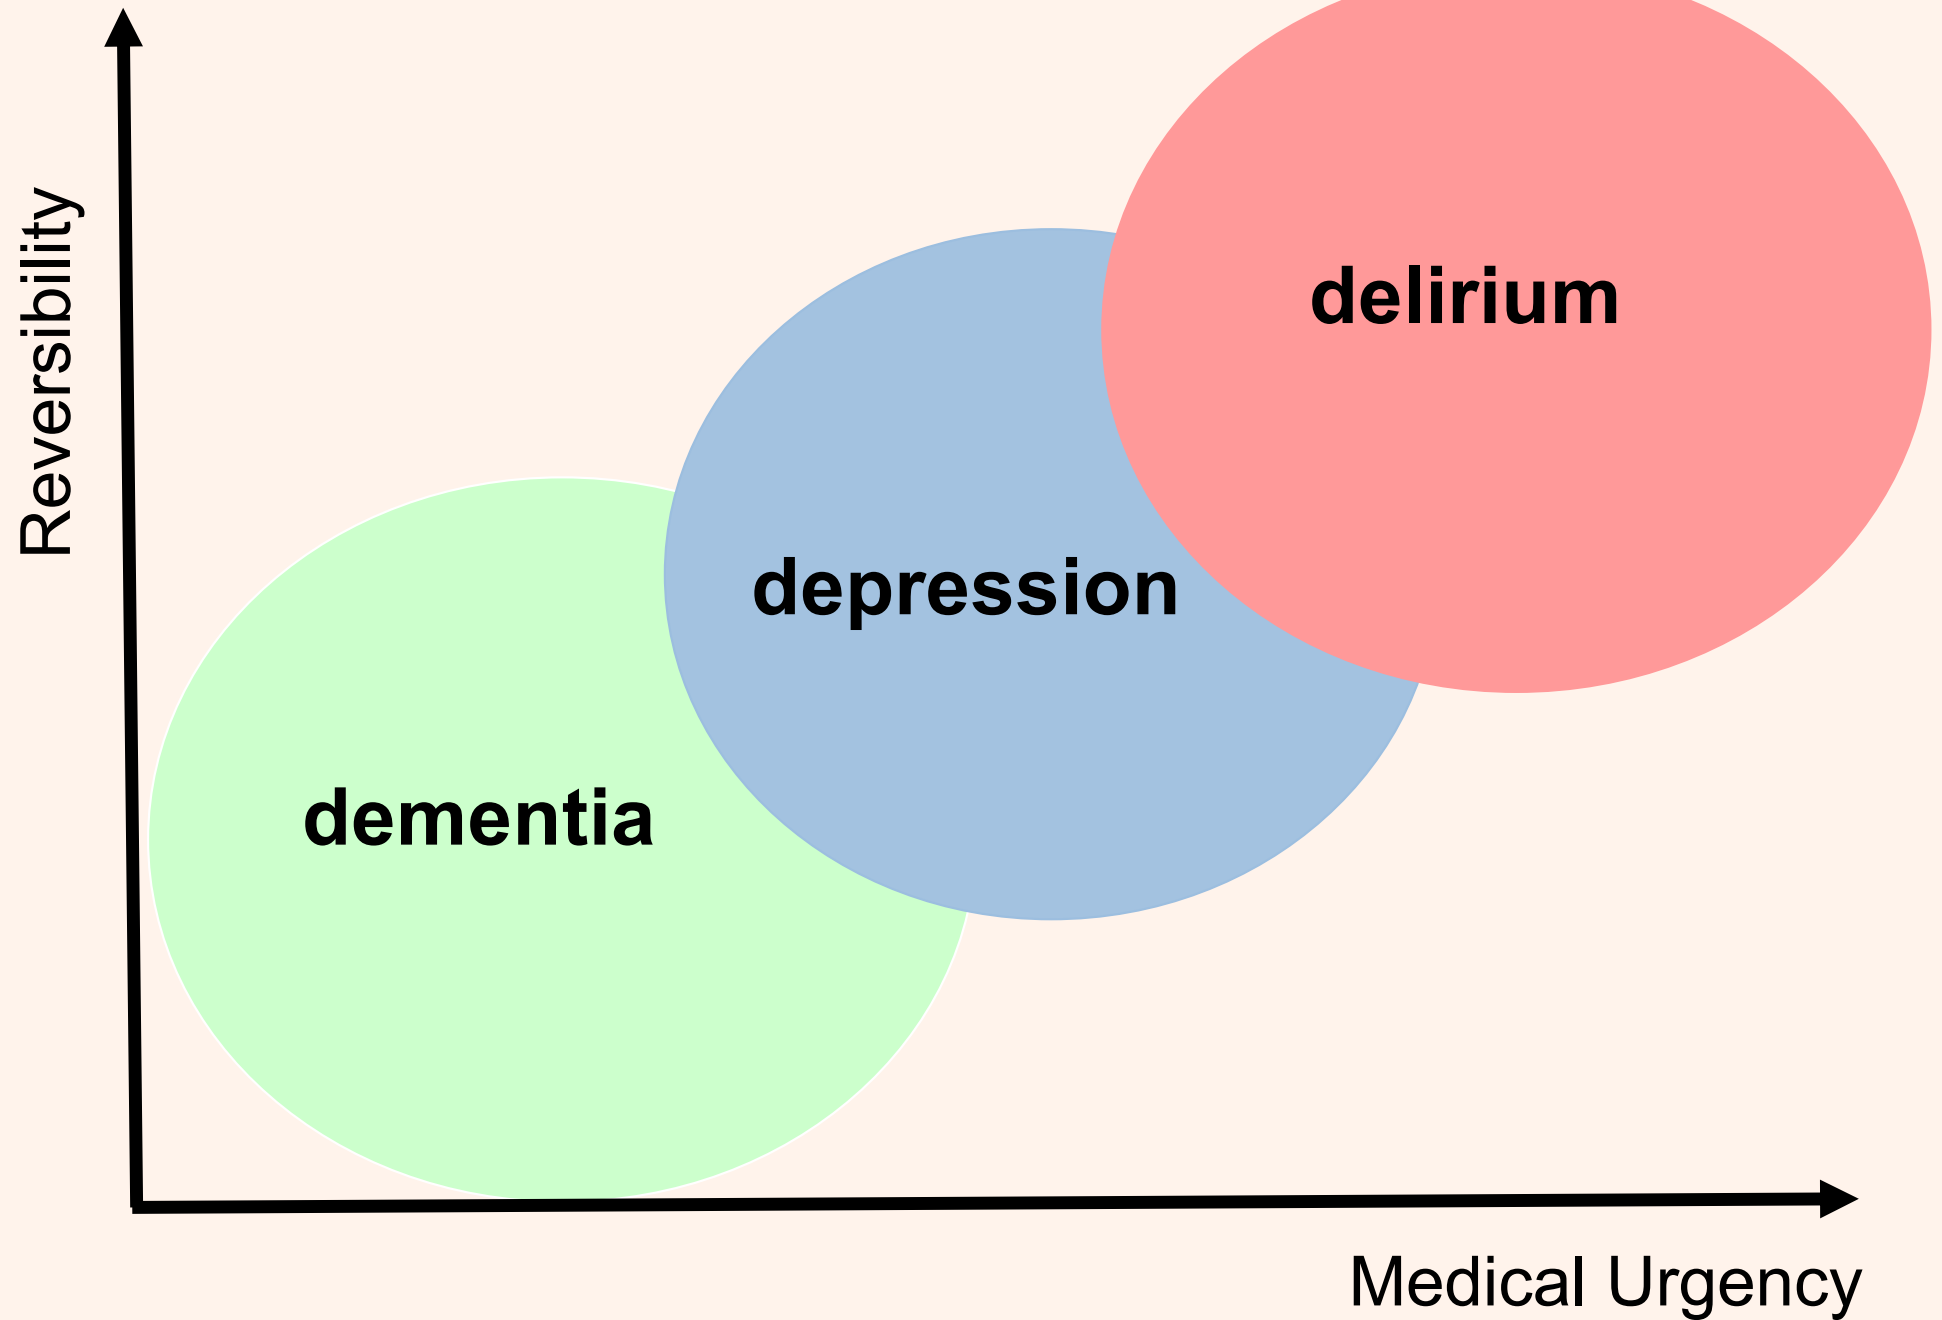 Reversibility
delirium
depression
dementia
Medical Urgency